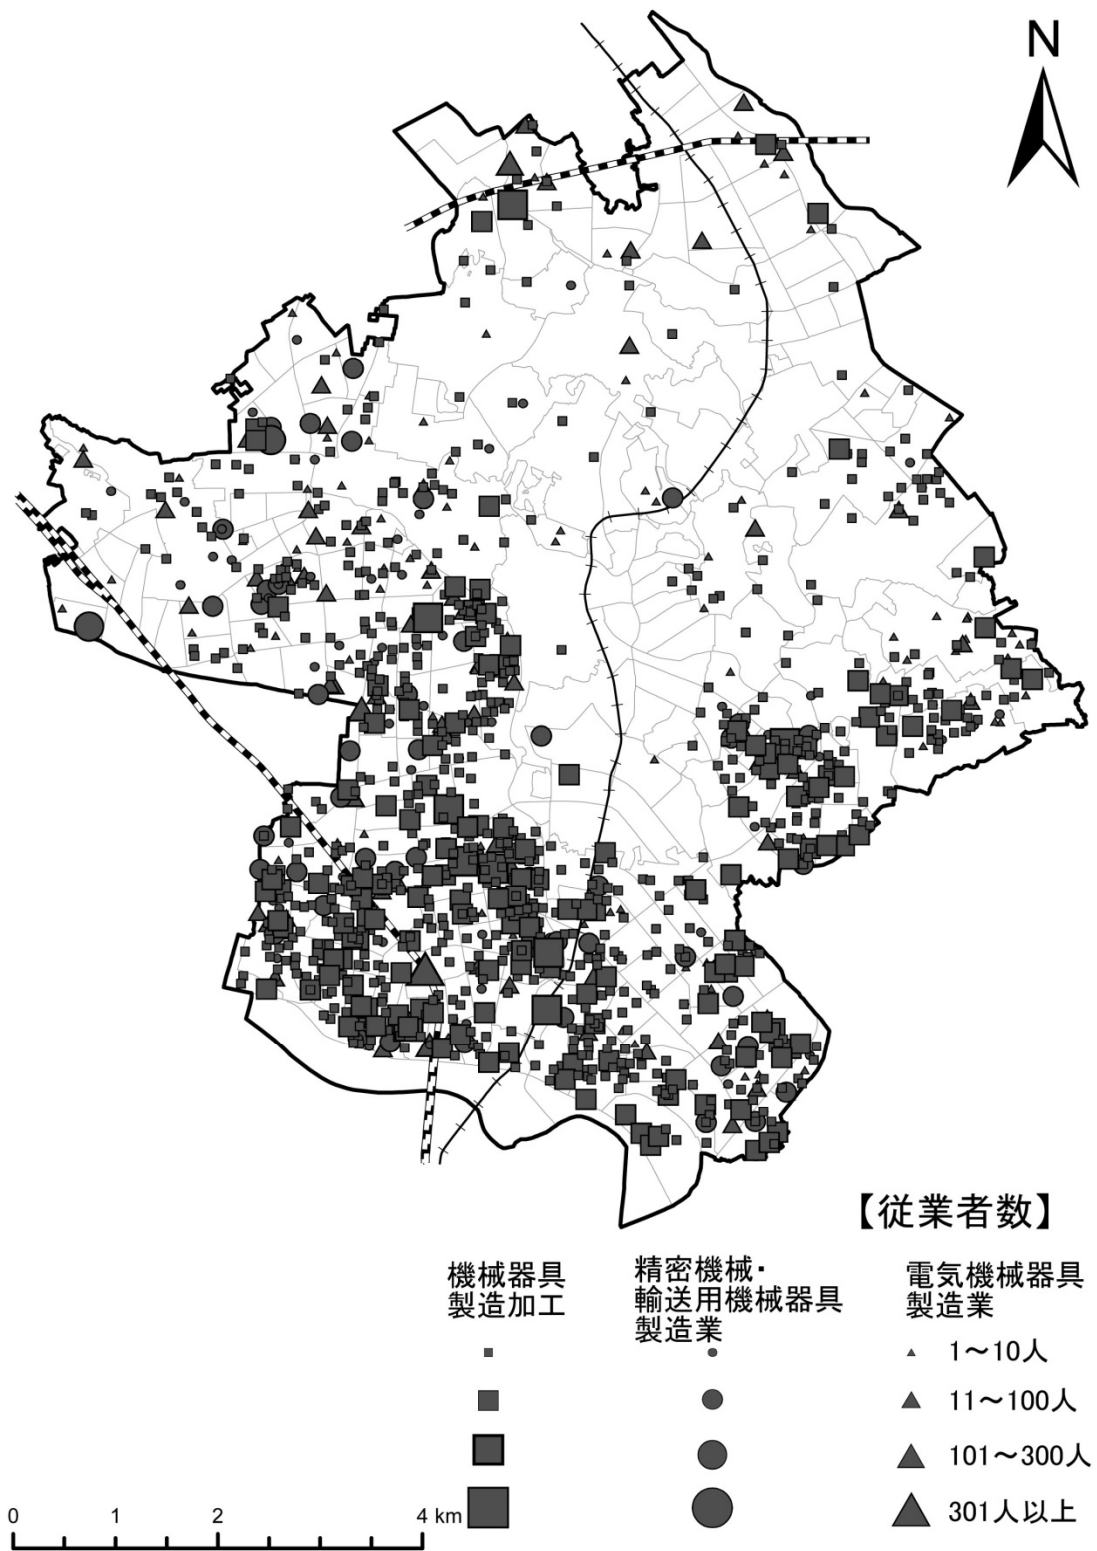 N
【従業者数】
機械器具
製造加工
精密機械・
輸送用機械器具
製造業
電気機械器具
製造業
1～10人
11～100人
101～300人
301人以上
0 1 2 4 km